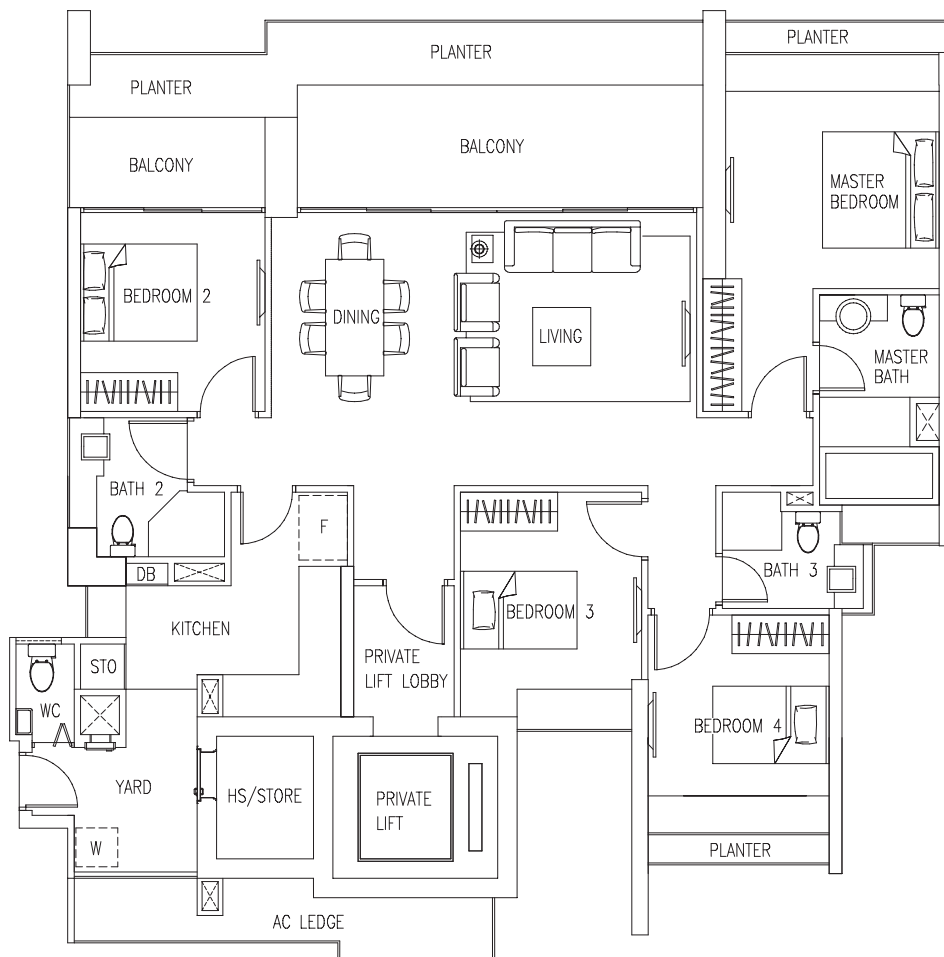 PLANTER
PLANTER
PLANTER
BALCONY
BALCONY
MASTER
BEDROOM
BEDROOM 2
DINING
LIVING
MASTER
BATH
BATH 2
F
DB
BATH 3
BEDROOM 3
KITCHEN
PRIVATE
LIFT LOBBY
STO
WC
BEDROOM 4
YARD
HS/STORE
PRIVATE
LIFT
W
PLANTER
AC LEDGE